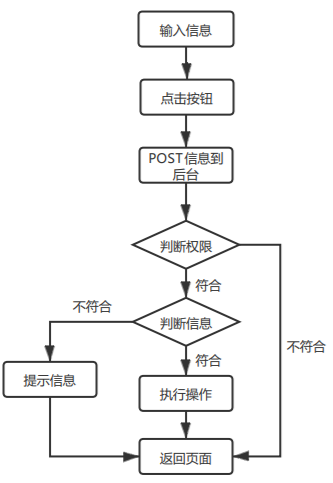 输入信息
点击按钮
POST信息到
后台
判断权限
符合
不符合
判断信息
不符合
符合
提示信息
执行操作
返回页面